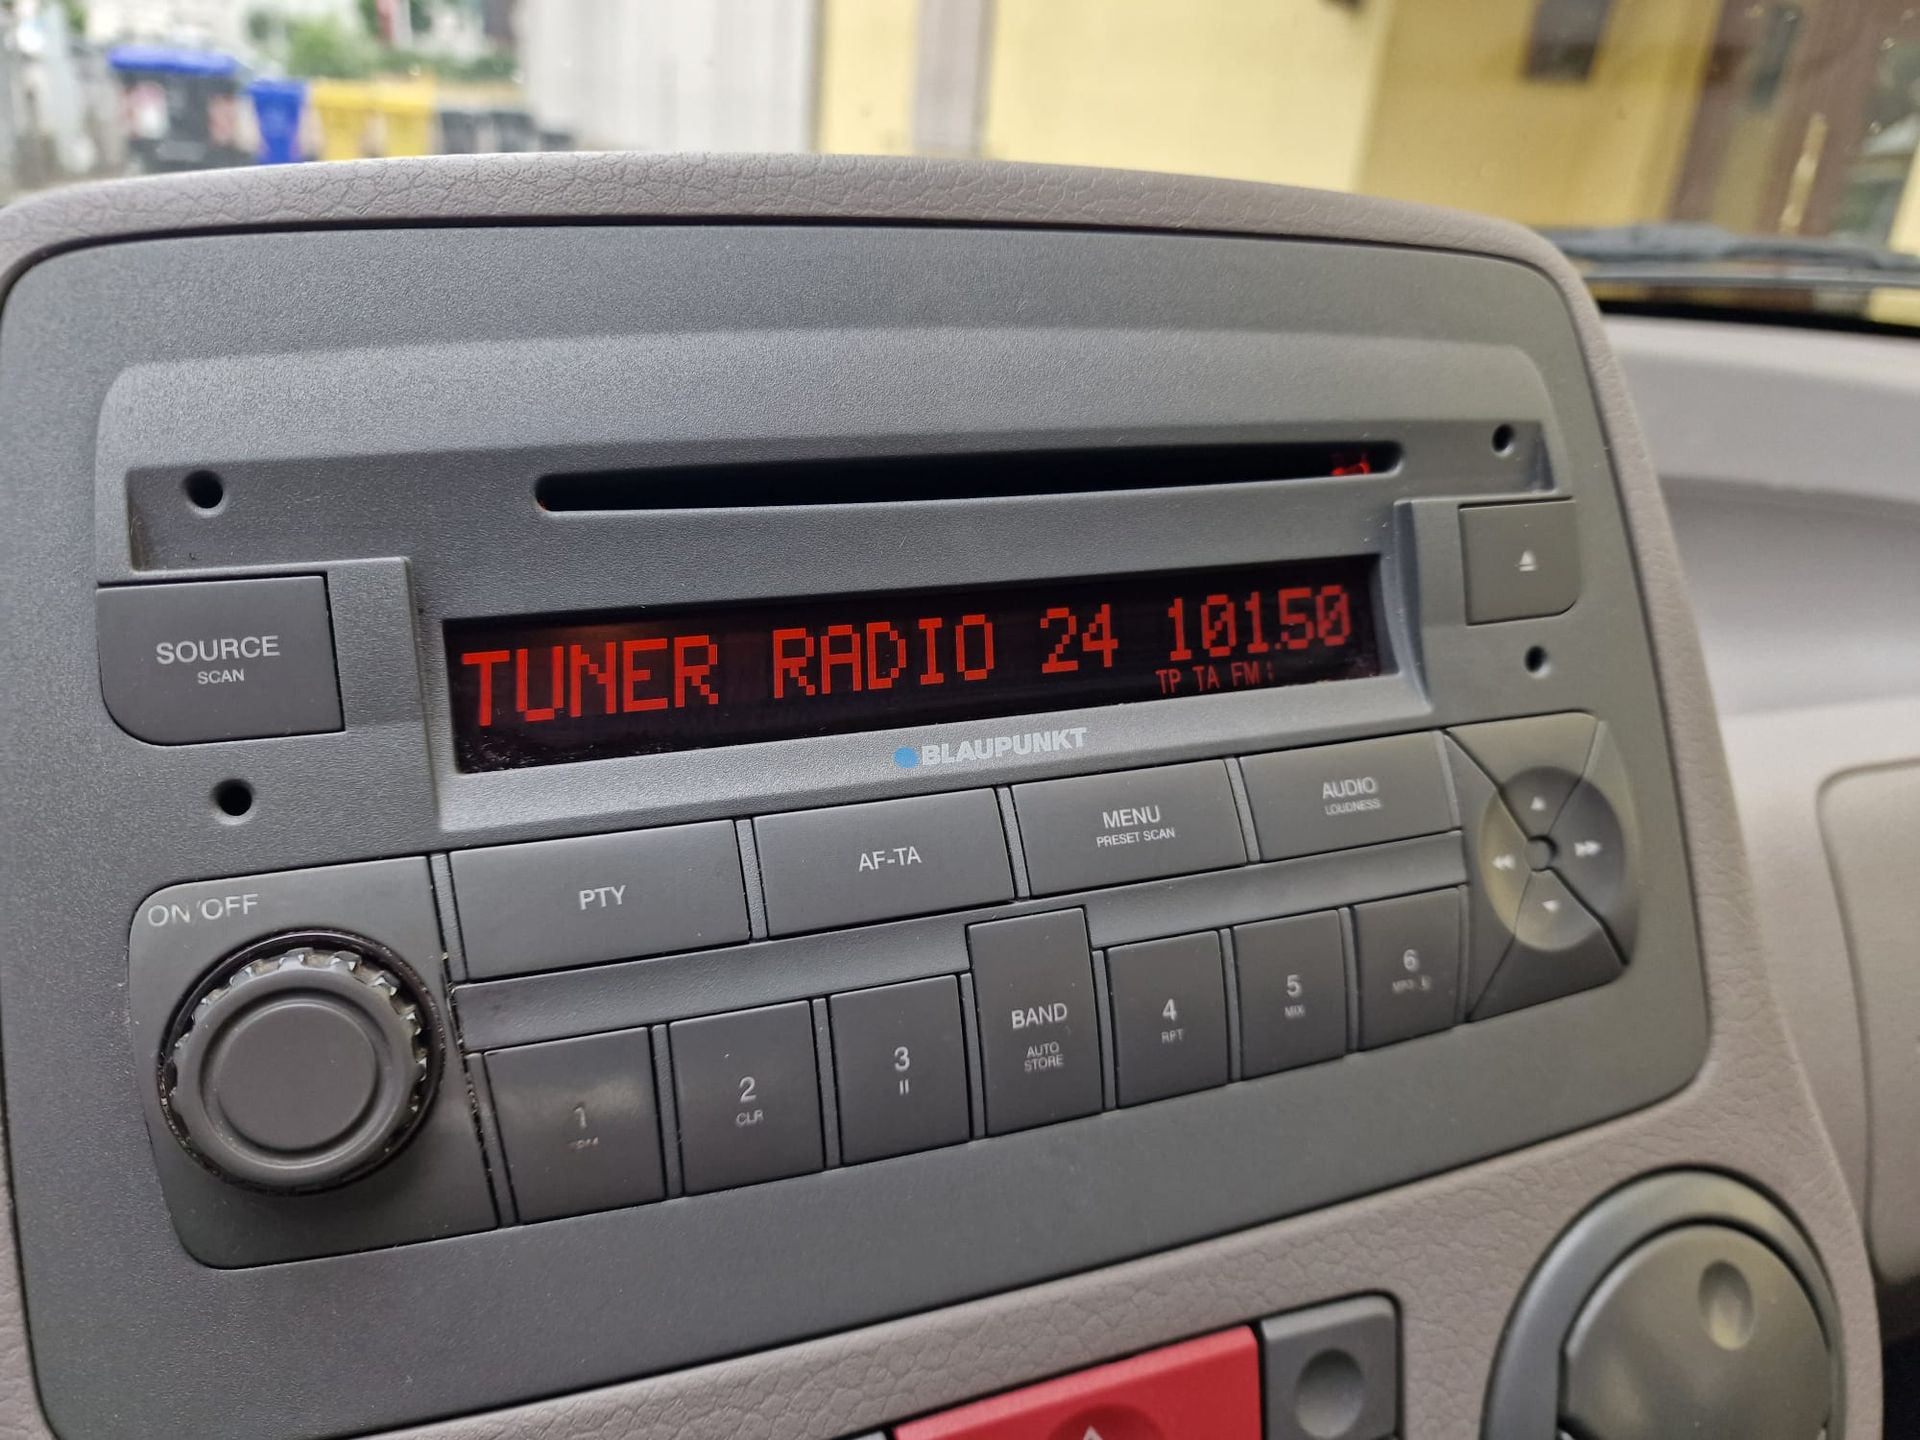 TUNER RADIO 24 101.50
TP TA FM
BLAUPUNKT
SOURCE
SCAN
ON/OFF
PTY
AF-TA
MENU
PRESET SCAN
AUDIO
LOUDNESS
1
2
CLR
3
BAND
AUTO
STORE
4
RPT
5
MIX
6